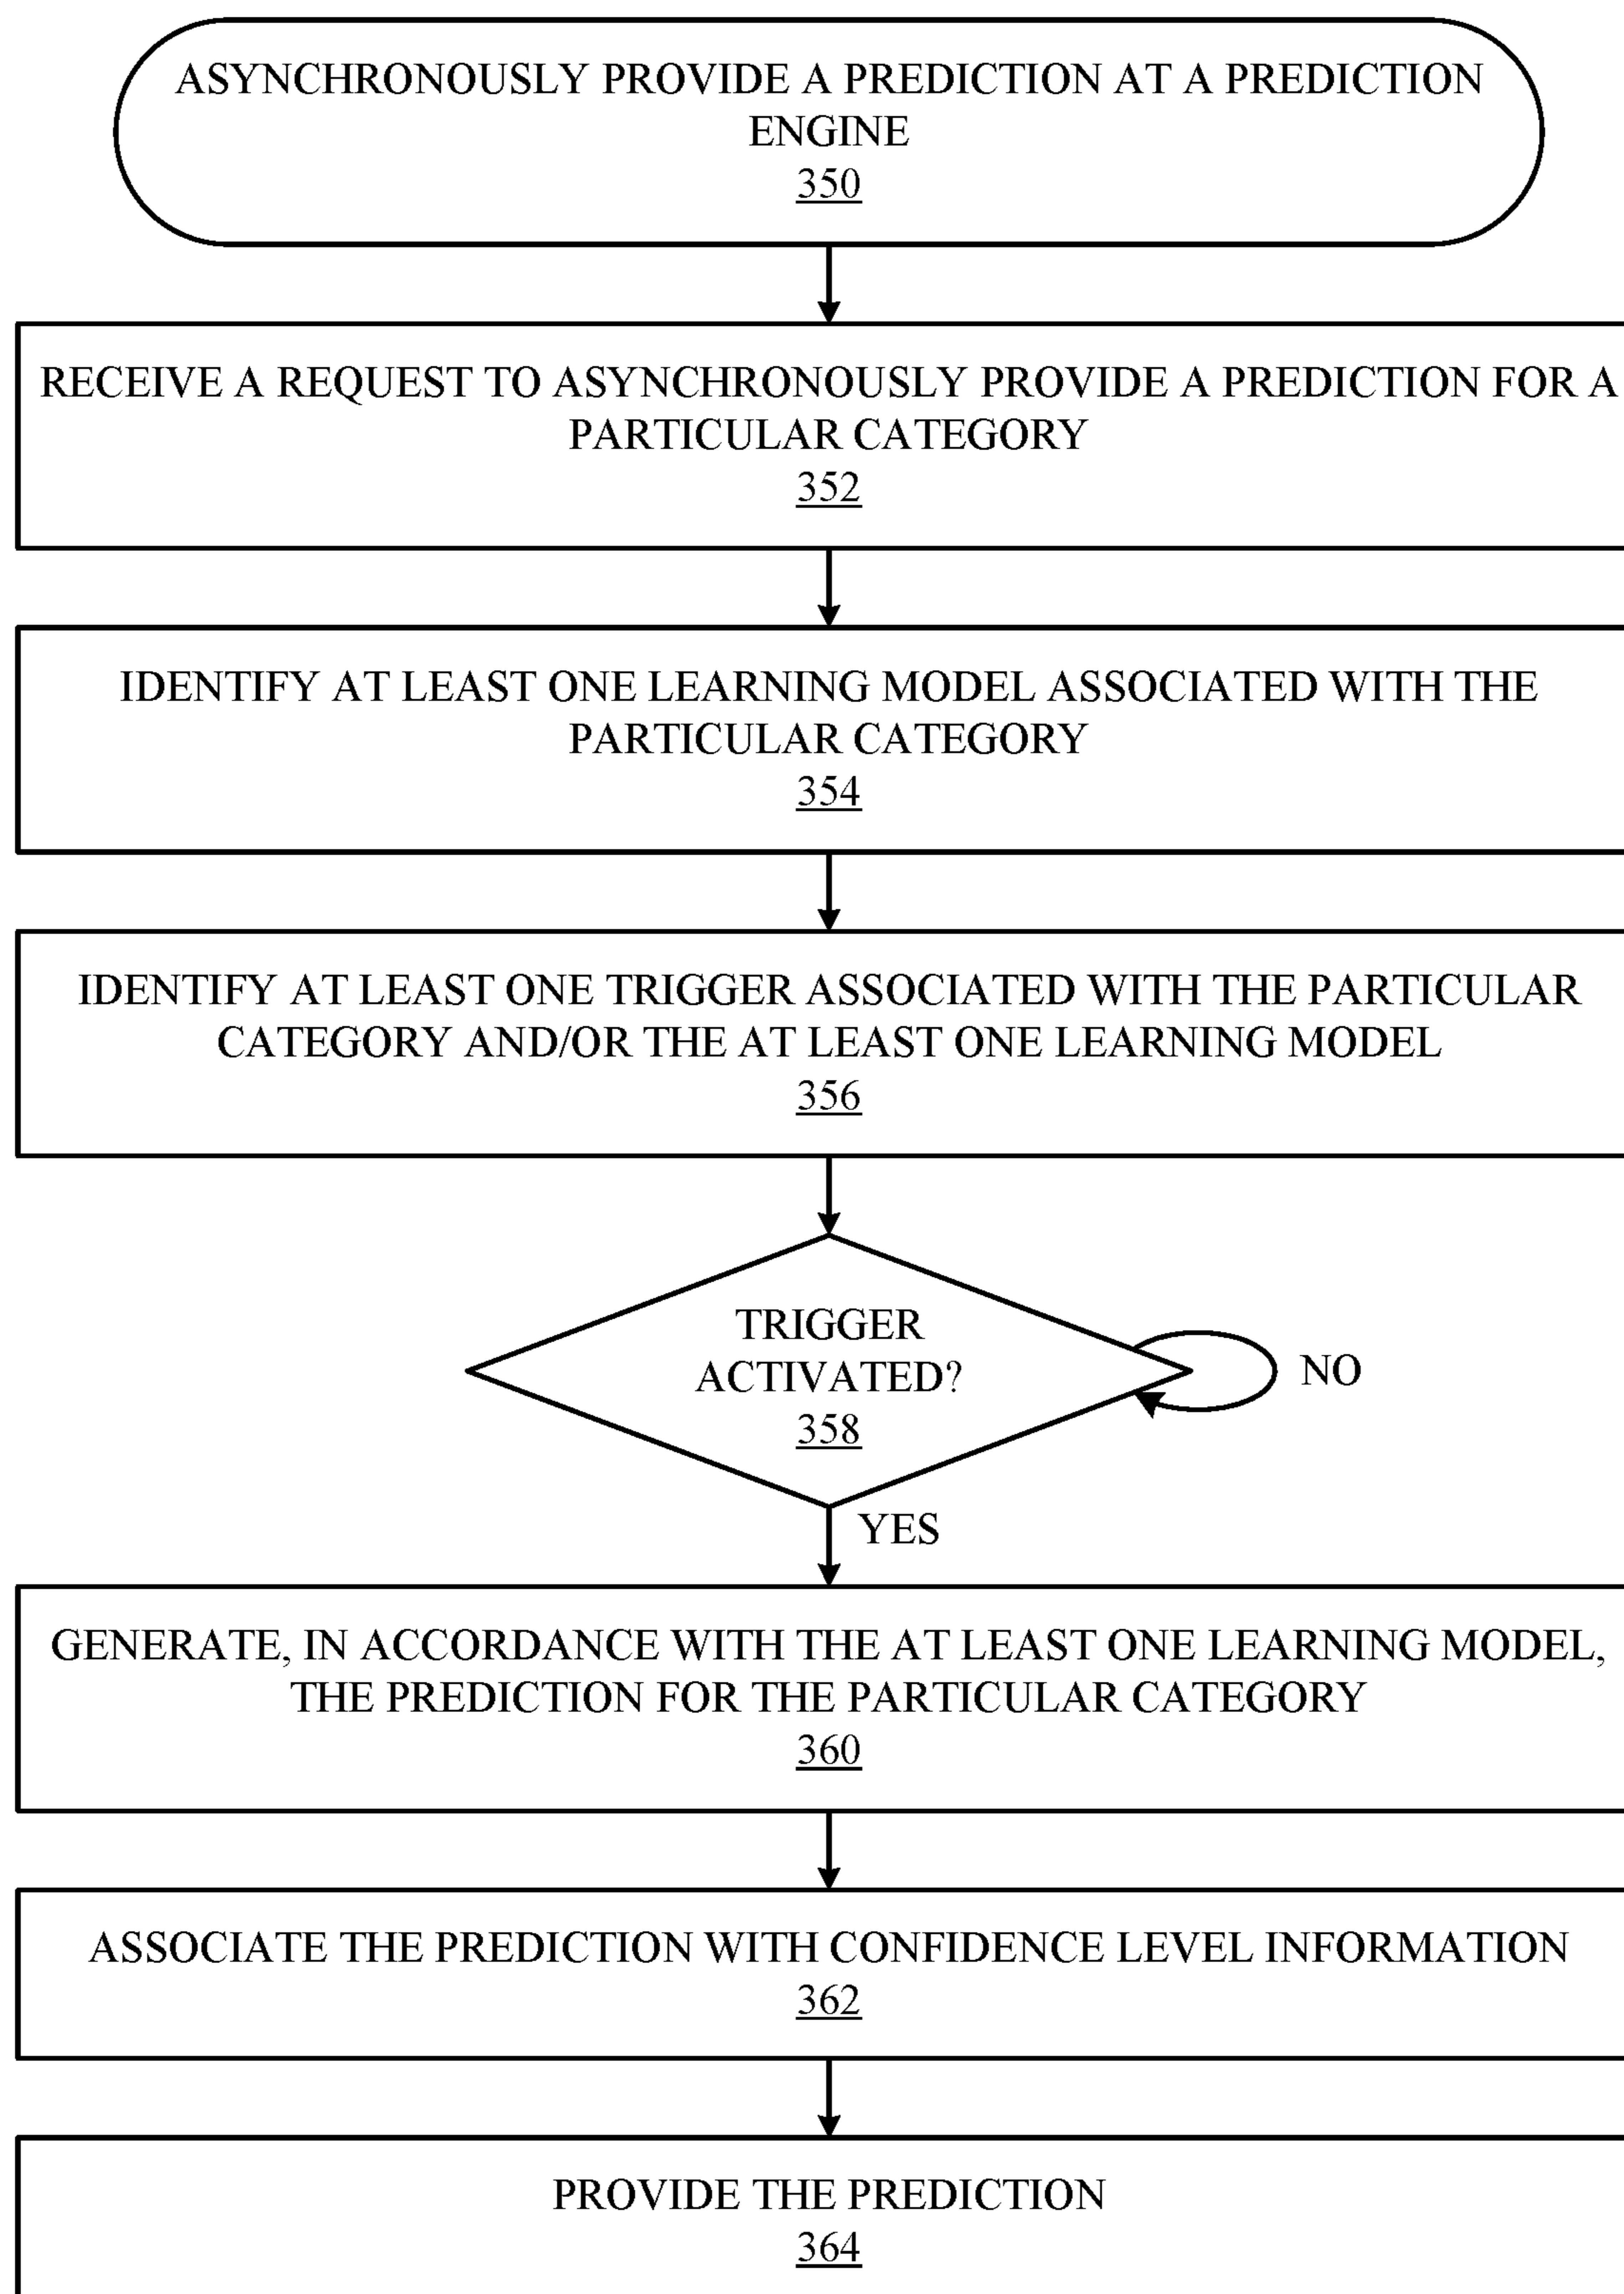 ASYNCHRONOUSLY PROVIDE A PREDICTION AT A PREDICTION
ENGINE
350
RECEIVE A REQUEST TO ASYNCHRONOUSLY PROVIDE A PREDICTION FOR A
PARTICULAR CATEGORY
352
IDENTIFY AT LEAST ONE LEARNING MODEL ASSOCIATED WITH THE
PARTICULAR CATEGORY
354
IDENTIFY AT LEAST ONE TRIGGER ASSOCIATED WITH THE PARTICULAR
CATEGORY AND/OR THE AT LEAST ONE LEARNING MODEL
356
TRIGGER
ACTIVATED?
358
NO
YES
GENERATE, IN ACCORDANCE WITH THE AT LEAST ONE LEARNING MODEL,
THE PREDICTION FOR THE PARTICULAR CATEGORY
360
ASSOCIATE THE PREDICTION WITH CONFIDENCE LEVEL INFORMATION
362
PROVIDE THE PREDICTION
364